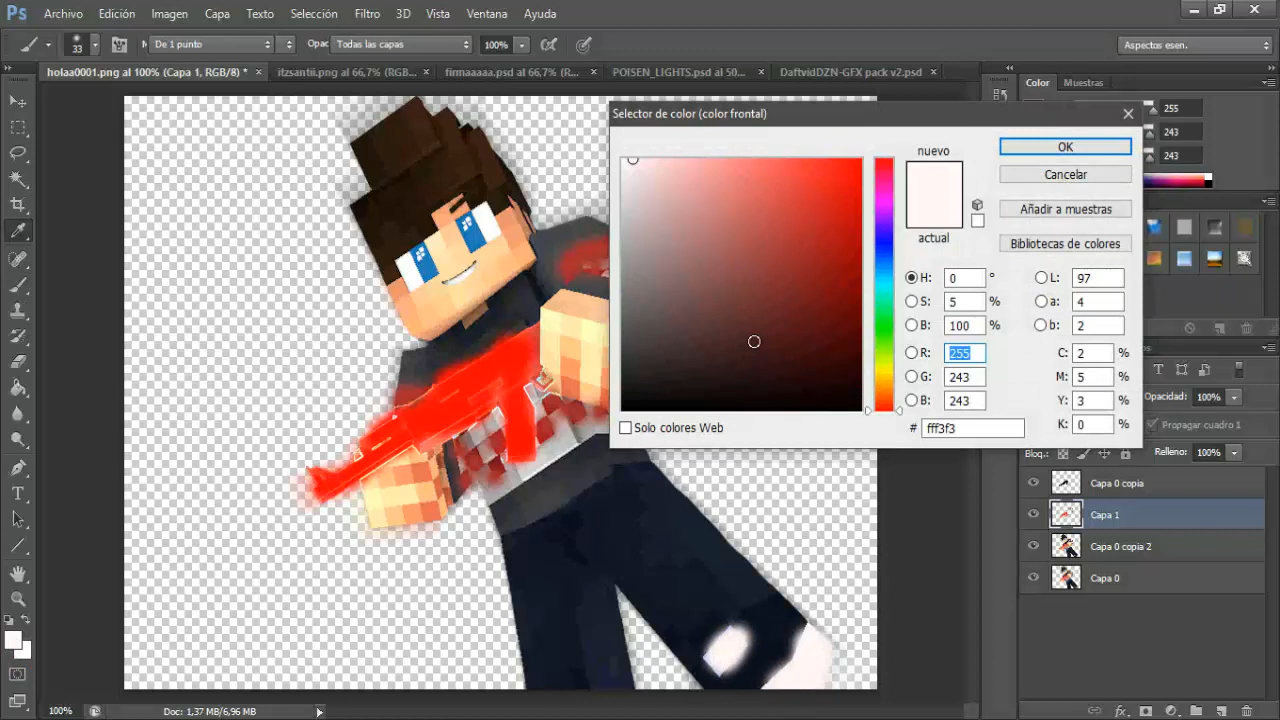 Ps Archivo Edición Imagen Capa Texto Selección Filtro 3D Vista Ventana Ayuda
33 De 1 punto Opac Todas las capas 100% Aspectos esen.
holaa0001.png al 100% (Capa 1, RGB/8) * × itzsantii.png al 66,7% (RGB... × firmaaaaa.psd al 66,7% (R... × POISEN_LIGHTS.psd al 50... × DaftvidDZN-GFX pack v2.psd ×
Color Muestras
255
243
243
Selector de color (color frontal)
nuevo
actual
OK
Cancelar
Añadir a muestras
Bibliotecas de colores
H: 0 ° L: 97
S: 5 % a: 4
B: 100 % b: 2
R: 255 C: 2 %
G: 243 M: 5 %
B: 243 Y: 3 %
# fff3f3 K: 0 %
Solo colores Web
Opacidad: 100%
Propagar cuadro 1
Bloq.: Relleno: 100%
Capa 0 copia
Capa 1
Capa 0 copia 2
Capa 0
100% Doc: 1,37 MB/6,96 MB